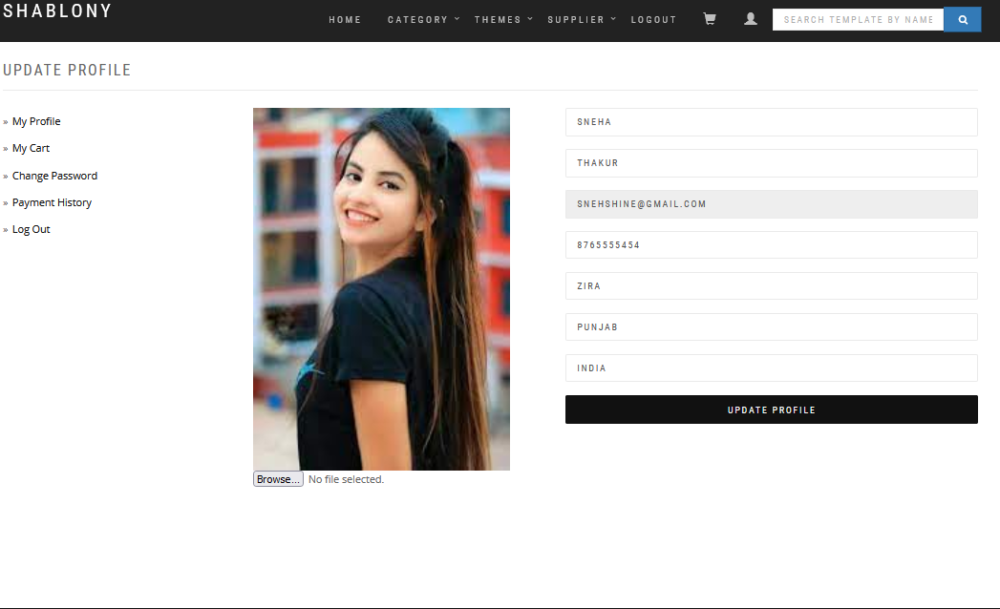 SHABLONY
HOME CATEGORY THEMES SUPPLIER LOGOUT SEARCH TEMPLATE BY NAME
UPDATE PROFILE
» My Profile
» My Cart
» Change Password
» Payment History
» Log Out
Browse... No file selected.
SNEHA
THAKUR
SNEHSHINE@GMAIL.COM
8765555454
ZIRA
PUNJAB
INDIA
UPDATE PROFILE